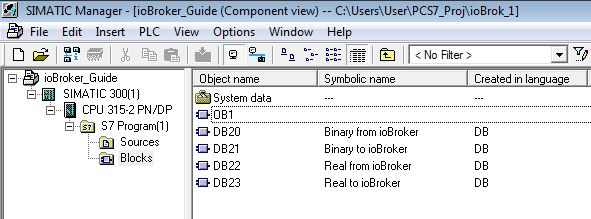 SIMATIC Manager - [ioBroker_Guide (Component view) -- C:\Users\User\PCS7_Proj\ioBrok_1]
File Edit Insert PLC View Options Window Help
< No Filter >
ioBroker_Guide
SIMATIC 300(1)
CPU 315-2 PN/DP
S7 Program(1)
Sources
Blocks
Object name Symbolic name Created in language
System data --- ---
OB1
DB20 Binary from ioBroker DB
DB21 Binary to ioBroker DB
DB22 Real from ioBroker DB
DB23 Real to ioBroker DB